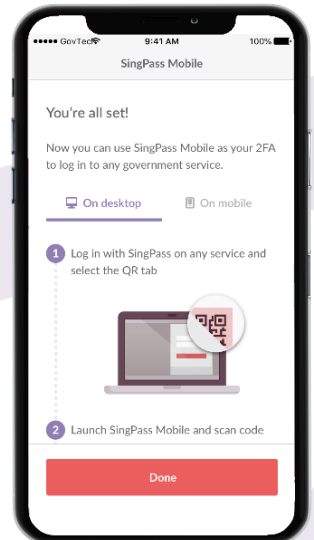 GovTech 9:41 AM 100%
SingPass Mobile
You're all set!
Now you can use SingPass Mobile as your 2FA
to log in to any government service.
On desktop On mobile
1 Log in with SingPass on any service and
select the QR tab
2 Launch SingPass Mobile and scan code
Done